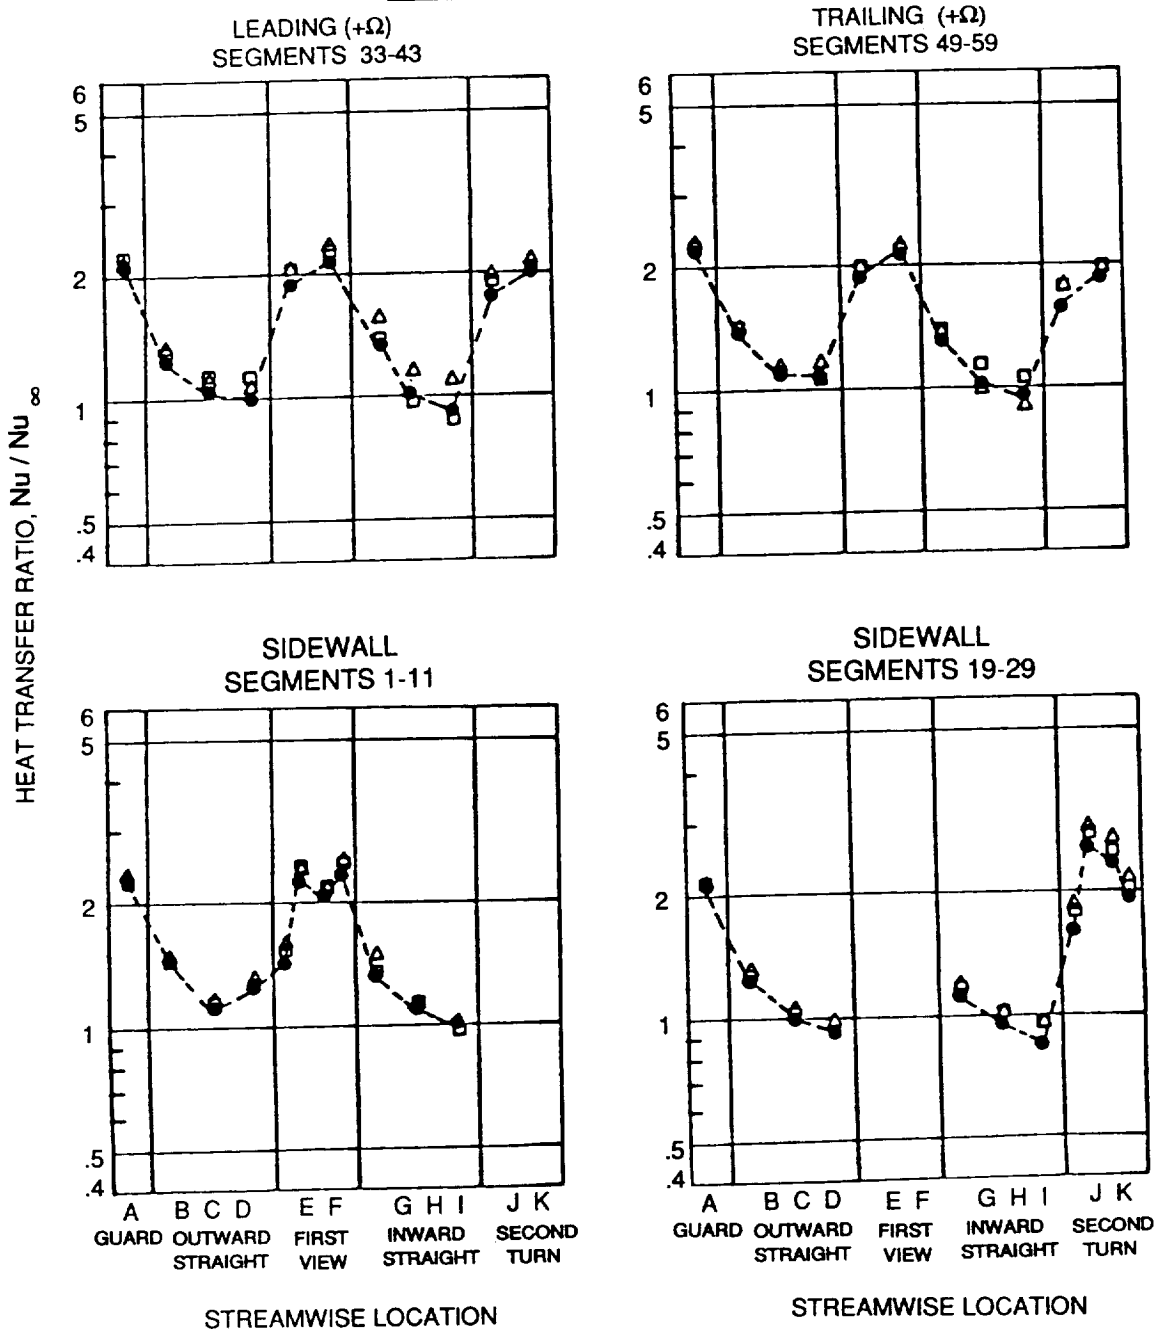 LEADING (+Ω)
SEGMENTS 33-43
TRAILING (+Ω)
SEGMENTS 49-59
6
5
2
1
.5
.4
6
5
2
1
.5
.4
HEAT TRANSFER RATIO, Nu / Nu ∞
SIDEWALL
SEGMENTS 1-11
SIDEWALL
SEGMENTS 19-29
6
5
2
1
.5
.4
6
5
2
1
.5
.4
A B C D E F G H I J K
GUARD OUTWARD STRAIGHT FIRST VIEW INWARD STRAIGHT SECOND TURN
STREAMWISE LOCATION
A B C D E F G H I J K
GUARD OUTWARD STRAIGHT FIRST VIEW INWARD STRAIGHT SECOND TURN
STREAMWISE LOCATION